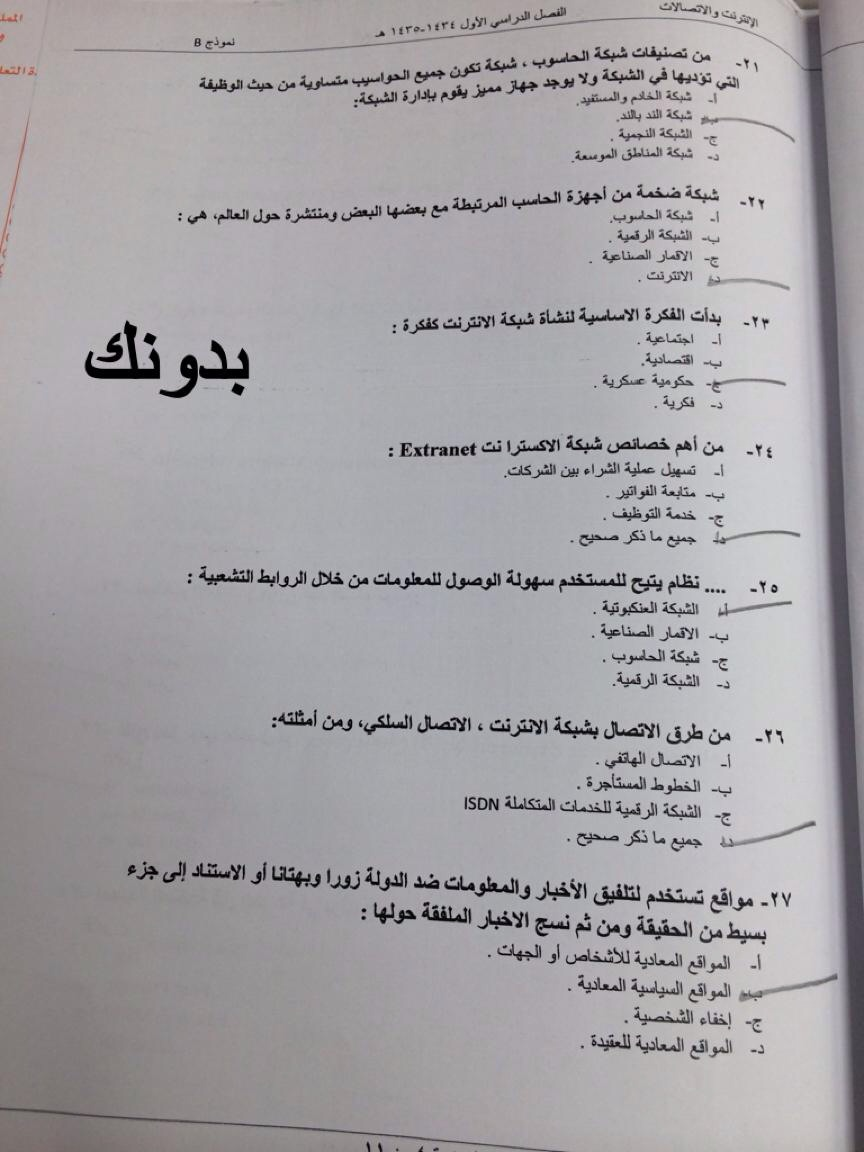 الإنترنت والاتصالات
الفصل الدراسي الأول ١٤٣٤-١٤٣٥ هـ
نموذج B
٢١- من تصنيفات شبكة الحاسوب ، شبكة تكون جميع الحواسيب متساوية من حيث الوظيفة
التي تؤديها في الشبكة ولا يوجد جهاز مميز يقوم بإدارة الشبكة:
أ- شبكة الخادم والمستفيد.
ب- شبكة الند بالند.
ج- الشبكة النجمية .
د- شبكة المناطق الموسعة.
٢٢- شبكة ضخمة من أجهزة الحاسب المرتبطة مع بعضها البعض ومنتشرة حول العالم، هي :
أ- شبكة الحاسوب.
ب- الشبكة الرقمية .
ج- الاقمار الصناعية .
د- الانترنت .
٢٣- بدأت الفكرة الاساسية لنشأة شبكة الانترنت كفكرة :
أ- اجتماعية .
ب- اقتصادية.
ج- حكومية عسكرية .
د- فكرية .
بدونك
٢٤- من أهم خصائص شبكة الاكسترا نت Extranet :
أ- تسهيل عملية الشراء بين الشركات.
ب- متابعة الفواتير .
ج- خدمة التوظيف .
د- جميع ما ذكر صحيح .
٢٥- .... نظام يتيح للمستخدم سهولة الوصول للمعلومات من خلال الروابط التشعبية :
أ- الشبكة العنكبوتية .
ب- الاقمار الصناعية .
ج- شبكة الحاسوب .
د- الشبكة الرقمية.
٢٦- من طرق الاتصال بشبكة الانترنت ، الاتصال السلكي، ومن أمثلته:
أ- الاتصال الهاتفي .
ب- الخطوط المستأجرة .
ج- الشبكة الرقمية للخدمات المتكاملة ISDN
د- جميع ما ذكر صحيح .
٢٧- مواقع تستخدم لتلفيق الأخبار والمعلومات ضد الدولة زورا وبهتانا أو الاستناد إلى جزء
بسيط من الحقيقة ومن ثم نسج الاخبار الملفقة حولها :
أ- المواقع المعادية للأشخاص أو الجهات .
ب- المواقع السياسية المعادية .
ج- إخفاء الشخصية .
د- المواقع المعادية للعقيدة .